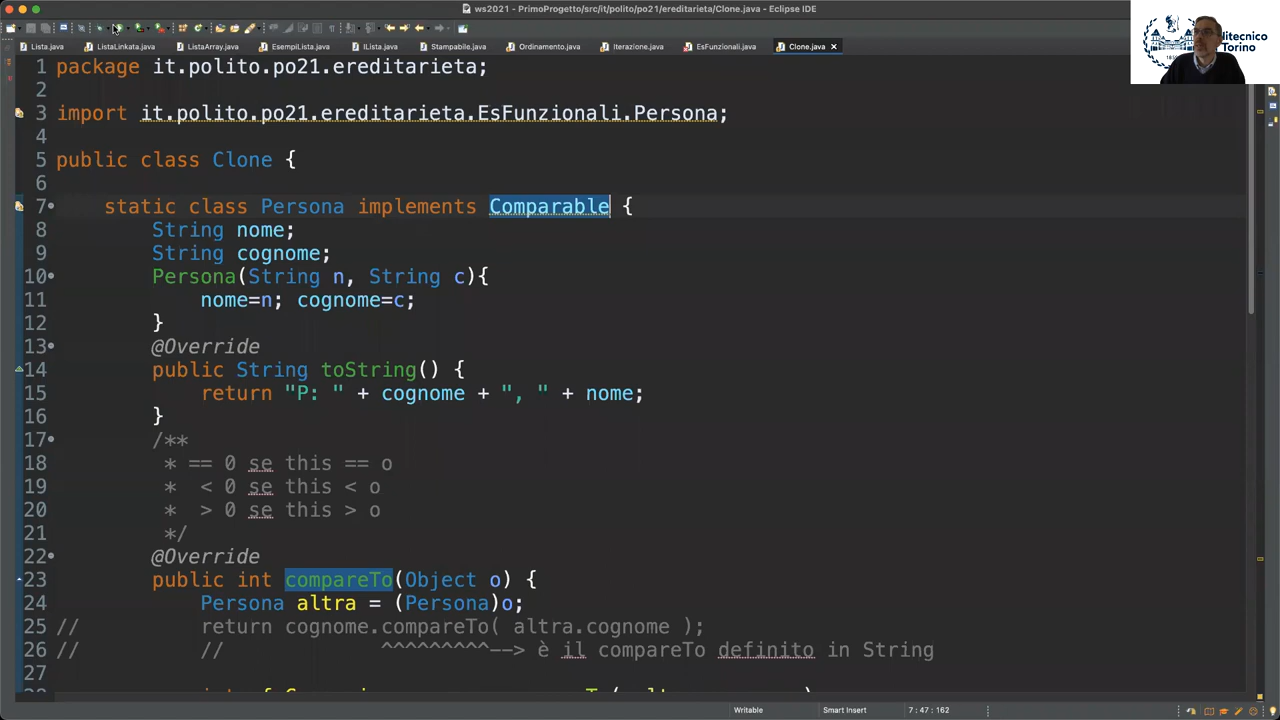 ws2021 - PrimoProgetto/src/it/polito/po21/ereditarieta/Clone.java - Eclipse IDE
Lista.java ListaLinkata.java ListaArray.java EsempiLista.java IListа.java Stampabile.java Ordinamento.java Iterazione.java EsFunzionali.java Clone.java
litecnico
Torino
1 package it.polito.po21.ereditarieta;
2
3 import it.polito.po21.ereditarieta.EsFunzionali.Persona;
4
5 public class Clone {
6
7 static class Persona implements Comparable {
8 String nome;
9 String cognome;
10 Persona(String n, String c){
11 nome=n; cognome=c;
12 }
13 @Override
14 public String toString() {
15 return "P: " + cognome + ", " + nome;
16 }
17 /**
18 * == 0 se this == o
19 * < 0 se this < o
20 * > 0 se this > o
21 */
22 @Override
23 public int compareTo(Object o) {
24 Persona altra = (Persona)o;
25 // return cognome.compareTo( altra.cognome );
26 // // ^^^^^^^^^--> è il compareTo definito in String
27
Writable Smart Insert 7 : 47 : 162